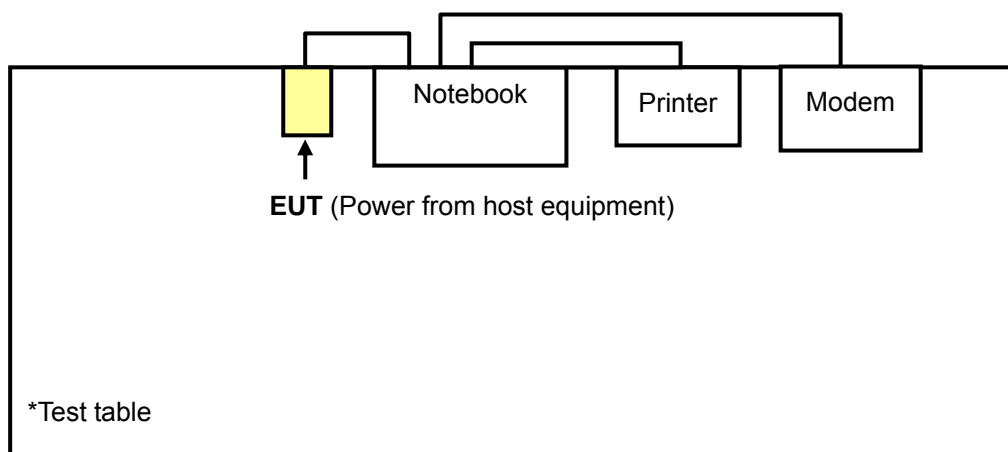 Notebook
Printer
Modem
EUT (Power from host equipment)
*Test table